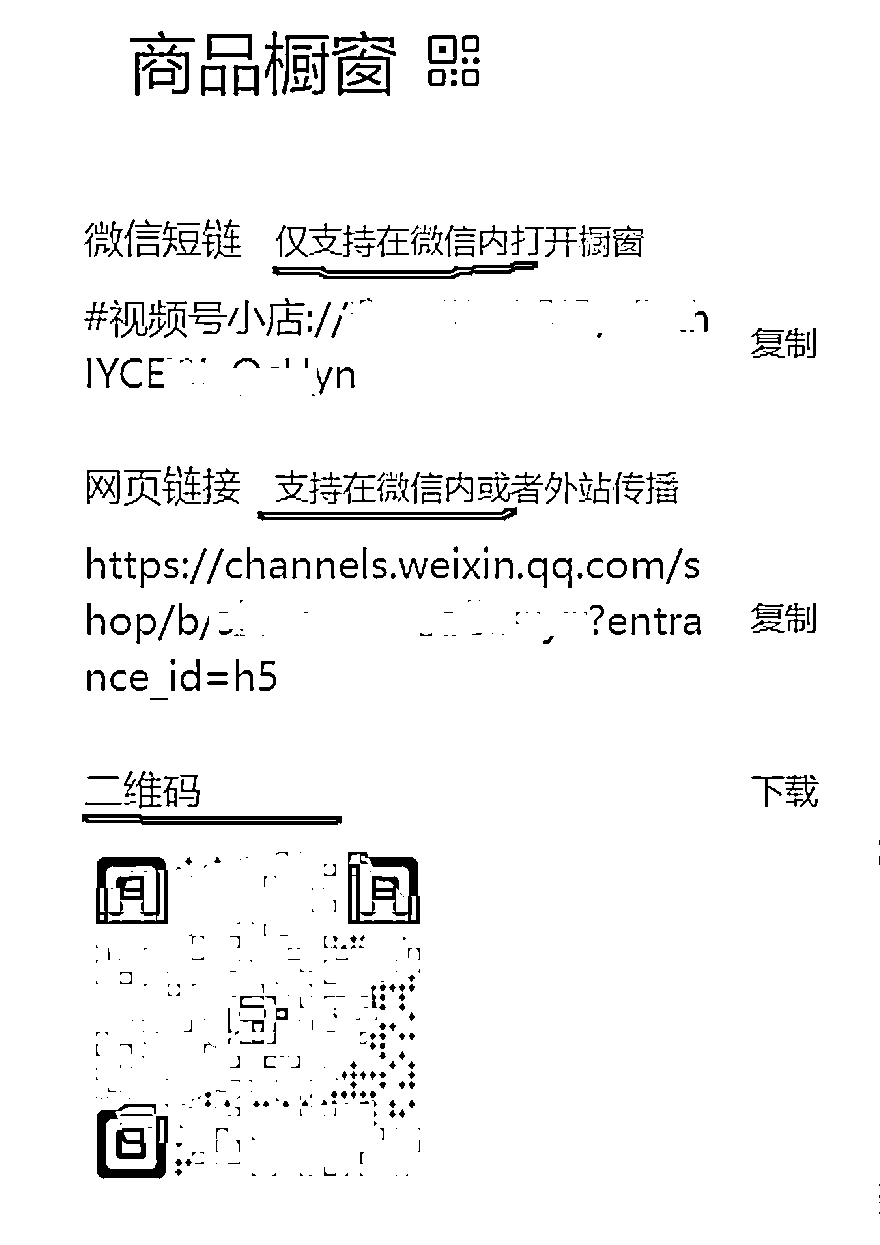 商品橱窗
微信短链 仅支持在微信内打开橱窗
#视频号小店://
复制
网页链接 支持在微信内或者外站传播
https://channels.weixin.qq.com/s
hop/b/ ?entra
复制
nce_id=h5
二维码 下载